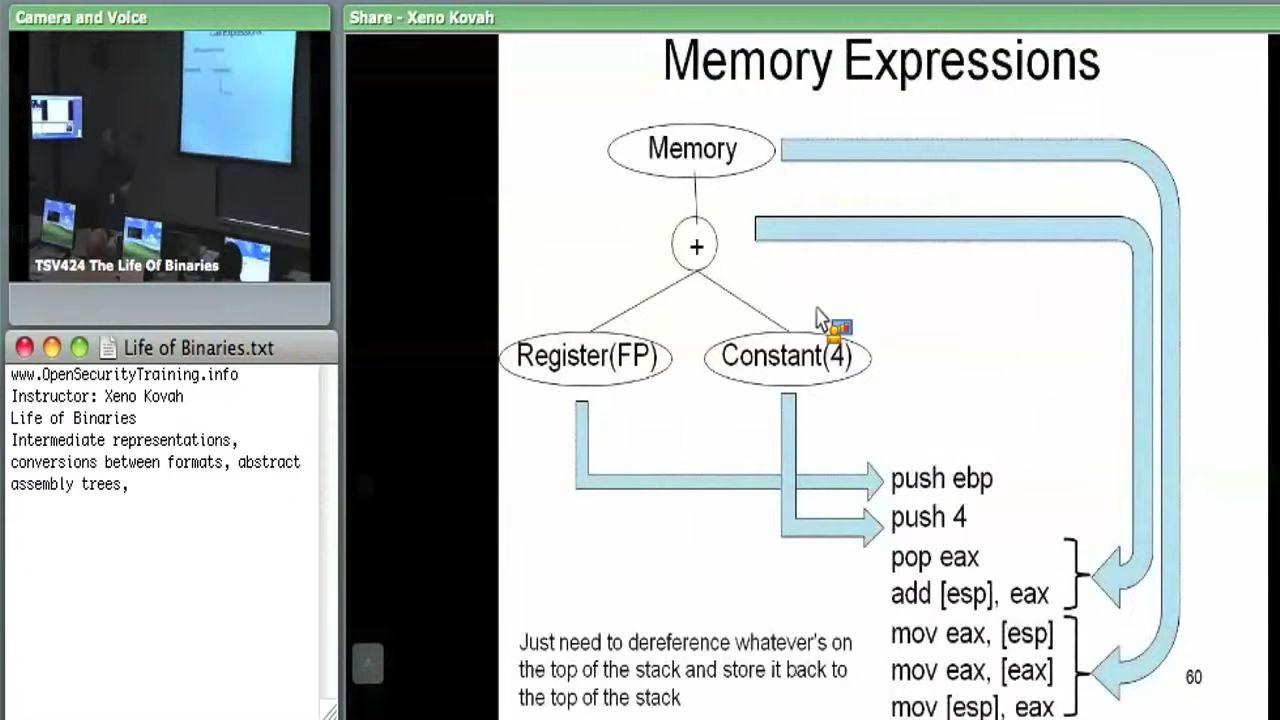 Camera and Voice
TSV424 The Life Of Binaries
Life of Binaries.txt
www.OpenSecurityTraining.info
Instructor: Xeno Kovah
Life of Binaries
Intermediate representations,
conversions between formats, abstract
assembly trees,
Share - Xeno Kovah
Memory Expressions
Memory
+
Register(FP)
Constant(4)
push ebp
push 4
pop eax
add [esp], eax
mov eax, [esp]
mov eax, [eax]
mov [esp], eax
Just need to dereference whatever's on
the top of the stack and store it back to
the top of the stack
60